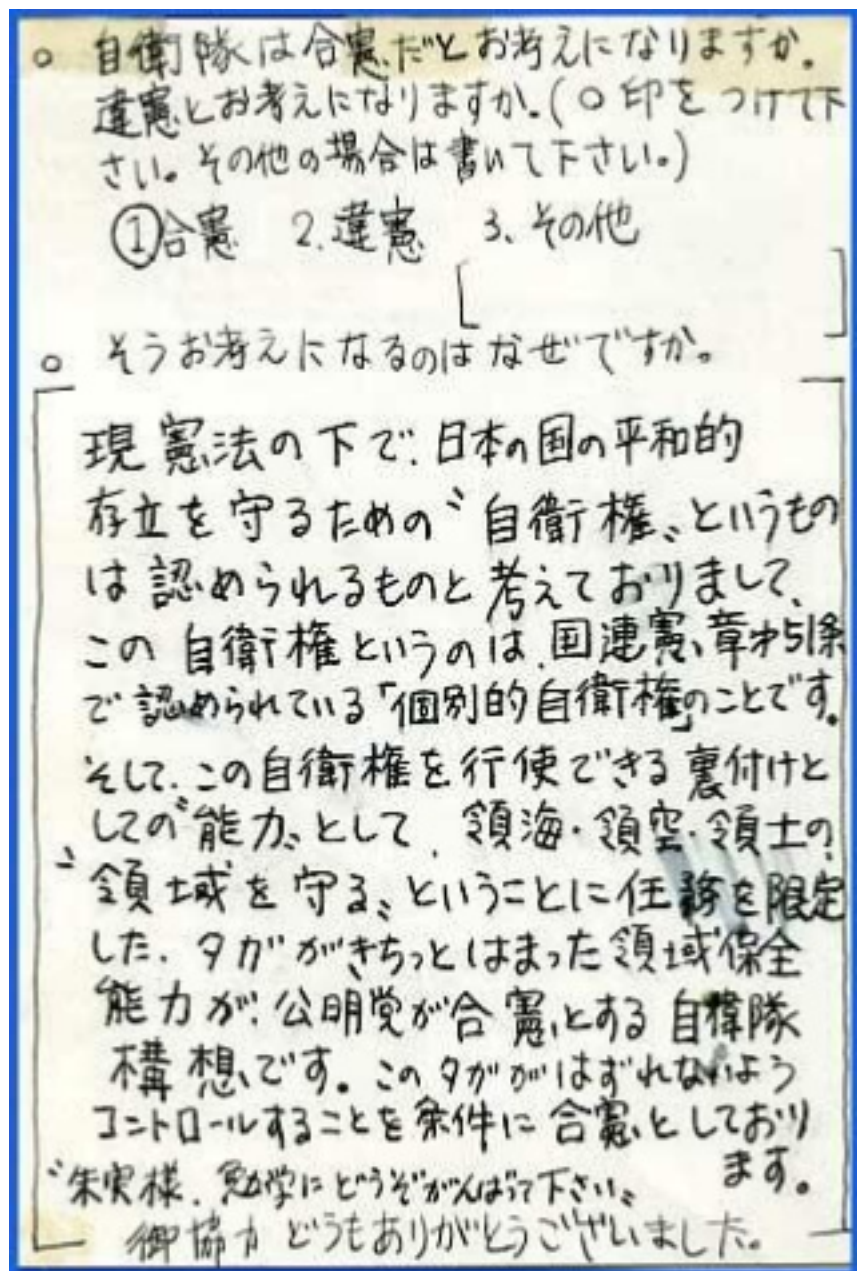 ○ 自衛隊は合憲だとお考えになりますか。
違憲とお考えになりますか。(○印をつけて下
さい。その他の場合は書いて下さい。)
①合憲 2.違憲 3、その他
[ ]
○ そうお考えになるのはなぜですか。
現憲法の下で、日本の国の平和的
存立を守るための〝自衛権〟というもの
は認められるものと考えておりまして、
この自衛権というのは、国連憲章才51条
で認められている「個別的自衛権」のことです。
そして、この自衛権を行使できる裏付けと
しての〝能力〟として、領海・領空・領土の
〝領域を守る〟ということに任務を限定
した、タガがきちっとはまった領域保全
能力が、公明党が合憲とする自衛隊
構想です。このタガがはずれないよう
コントロールすることを条件に合憲としており
ます。
〝朱実様、勉学にどうぞがんばって下さい〟
御協力どうもありがとうございました。